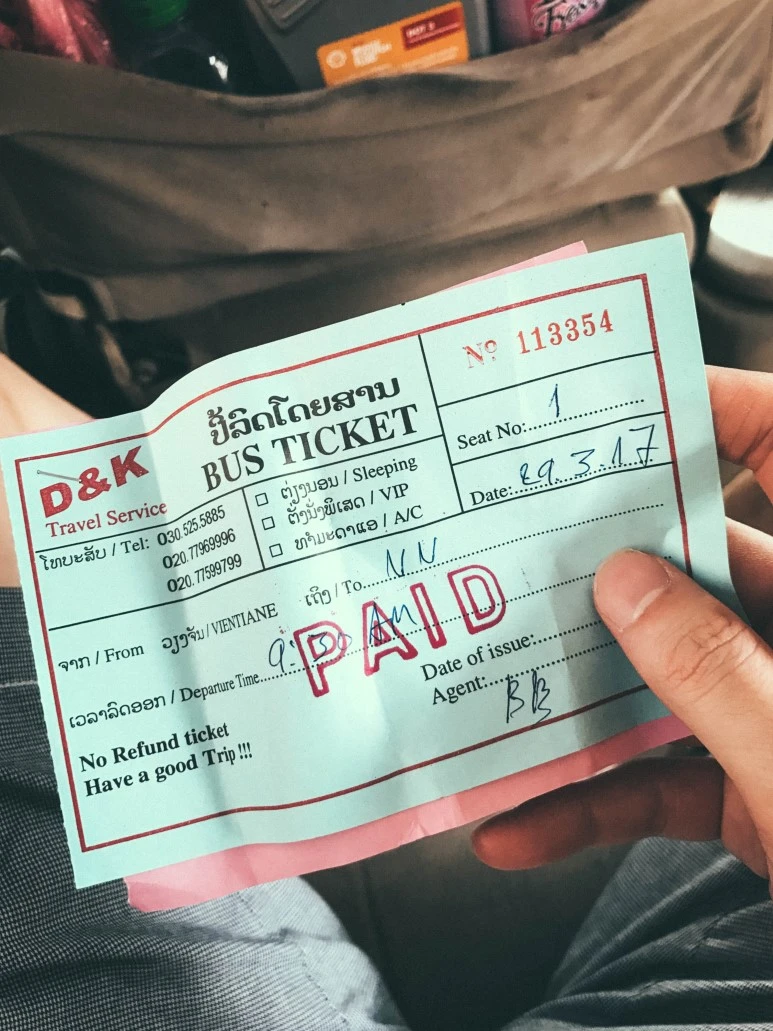 Nº 113354
ປີ້ລົດໂດຍສານ
BUS TICKET
Seat No: 1
Date: 29.3.17
D&K
Travel Service
ໂທບະສັບ / Tel: 030.525.5885
020.77969996
020.77599799
ຕຽງນອນ / Sleeping
ຕັ່ງນັ່ງພິເສດ / VIP
ທຳມະດາແອ / A/C
ຈາກ / From ວຽງຈັນ / VIENTIANE ເຖິງ / To NN
ເວລາລົດອອກ / Departure Time 9:30 AM
PAID
Date of issue:
Agent: BB
No Refund ticket
Have a good Trip !!!